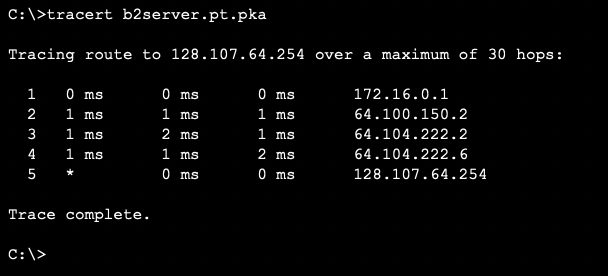 C:\>tracert b2server.pt.pka
Tracing route to 128.107.64.254 over a maximum of 30 hops:
1 0 ms 0 ms 0 ms 172.16.0.1
2 1 ms 1 ms 1 ms 64.100.150.2
3 1 ms 2 ms 1 ms 64.104.222.2
4 1 ms 1 ms 2 ms 64.104.222.6
5 * 0 ms 0 ms 128.107.64.254
Trace complete.
C:\>